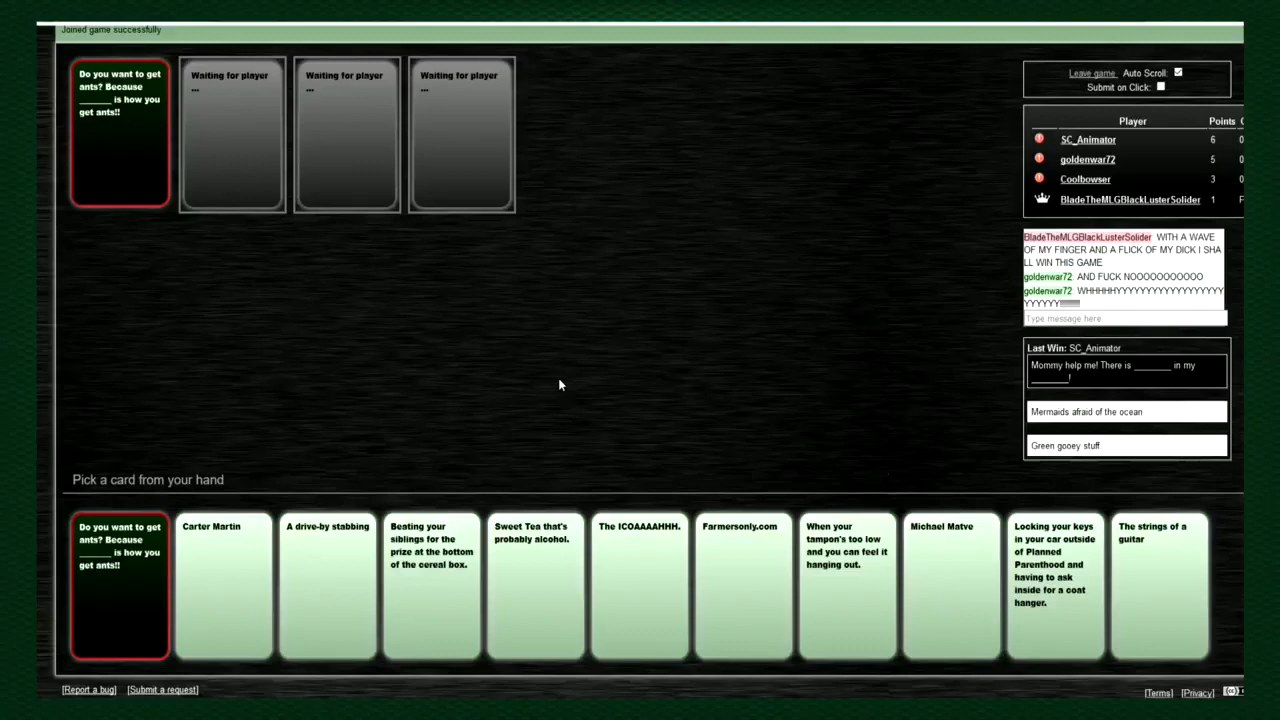 Joined game successfully
Do you want to get
ants? Because
______ is how you
get ants!!
Waiting for player
...
Waiting for player
...
Waiting for player
...
Leave game Auto Scroll:
Submit on Click:
Player Points
SC_Animator 6 0
goldenwar72 5 0
Coolbowser 3 0
BladeTheMLGBlackLusterSolider 1
BladeTheMLGBlackLusterSolider WITH A WAVE
OF MY FINGER AND A FLICK OF MY DICK I SHA
LL WIN THIS GAME
goldenwar72 AND FUCK NOOOOOOOOOOO
goldenwar72
Type message here
Last Win: SC_Animator
Mommy help me! There is _______ in my
_______!
Mermaids afraid of the ocean
Green gooey stuff.
Pick a card from your hand
Do you want to get
ants? Because
______ is how you
get ants!!
Carter Martin
A drive-by stabbing
Beating your
siblings for the
prize at the bottom
of the cereal box.
Sweet Tea that's
probably alcohol.
The ICOAAAAHHH.
Farmersonly.com
When your
tampon's too low
and you can feel it
hanging out.
Michael Matve
Locking your keys
in your car outside
of Planned
Parenthood and
having to ask
inside for a coat
hanger.
The strings of a
guitar
[Report a bug] [Submit a request]
[Terms] [Privacy]